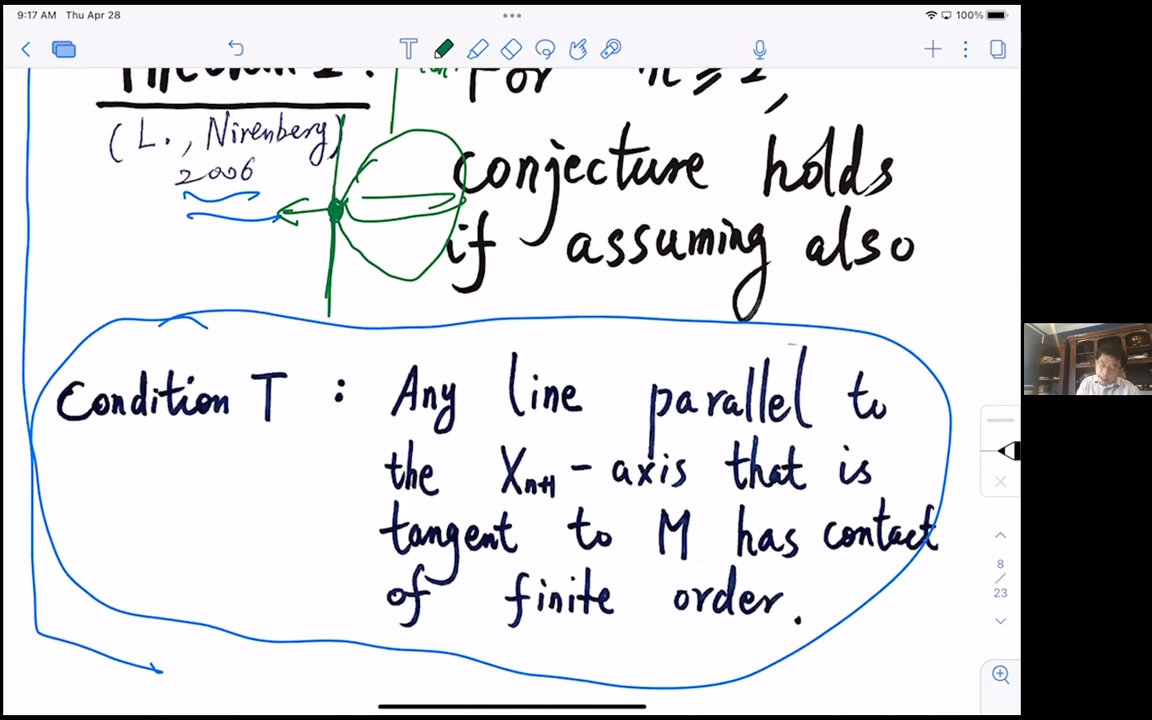 9:17 AM Thu Apr 28
100%
For n ≥ 2,
(L., Nirenberg)
2006
conjecture holds
if assuming also
Condition T : Any line parallel to
the Xn+1 - axis that is
tangent to M has contact
of finite order.
8
/
23